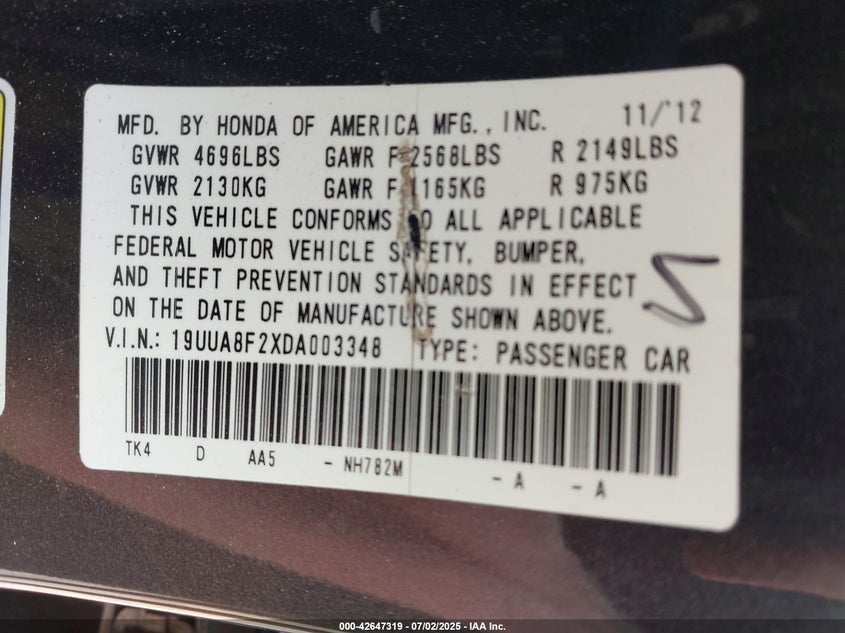 MFD. BY HONDA OF AMERICA MFG., INC. 11/'12
GVWR 4696LBS GAWR F 2568LBS R 2149LBS
GVWR 2130KG GAWR F 1165KG R 975KG
THIS VEHICLE CONFORMS TO ALL APPLICABLE
FEDERAL MOTOR VEHICLE SAFETY, BUMPER,
AND THEFT PREVENTION STANDARDS IN EFFECT
ON THE DATE OF MANUFACTURE SHOWN ABOVE.
V.I.N.: 19UUA8F2XDA003348 TYPE: PASSENGER CAR
TK4 D AA5 - NH782M - A - A
000-42647319 / 07/02/2025 - IAA Inc.